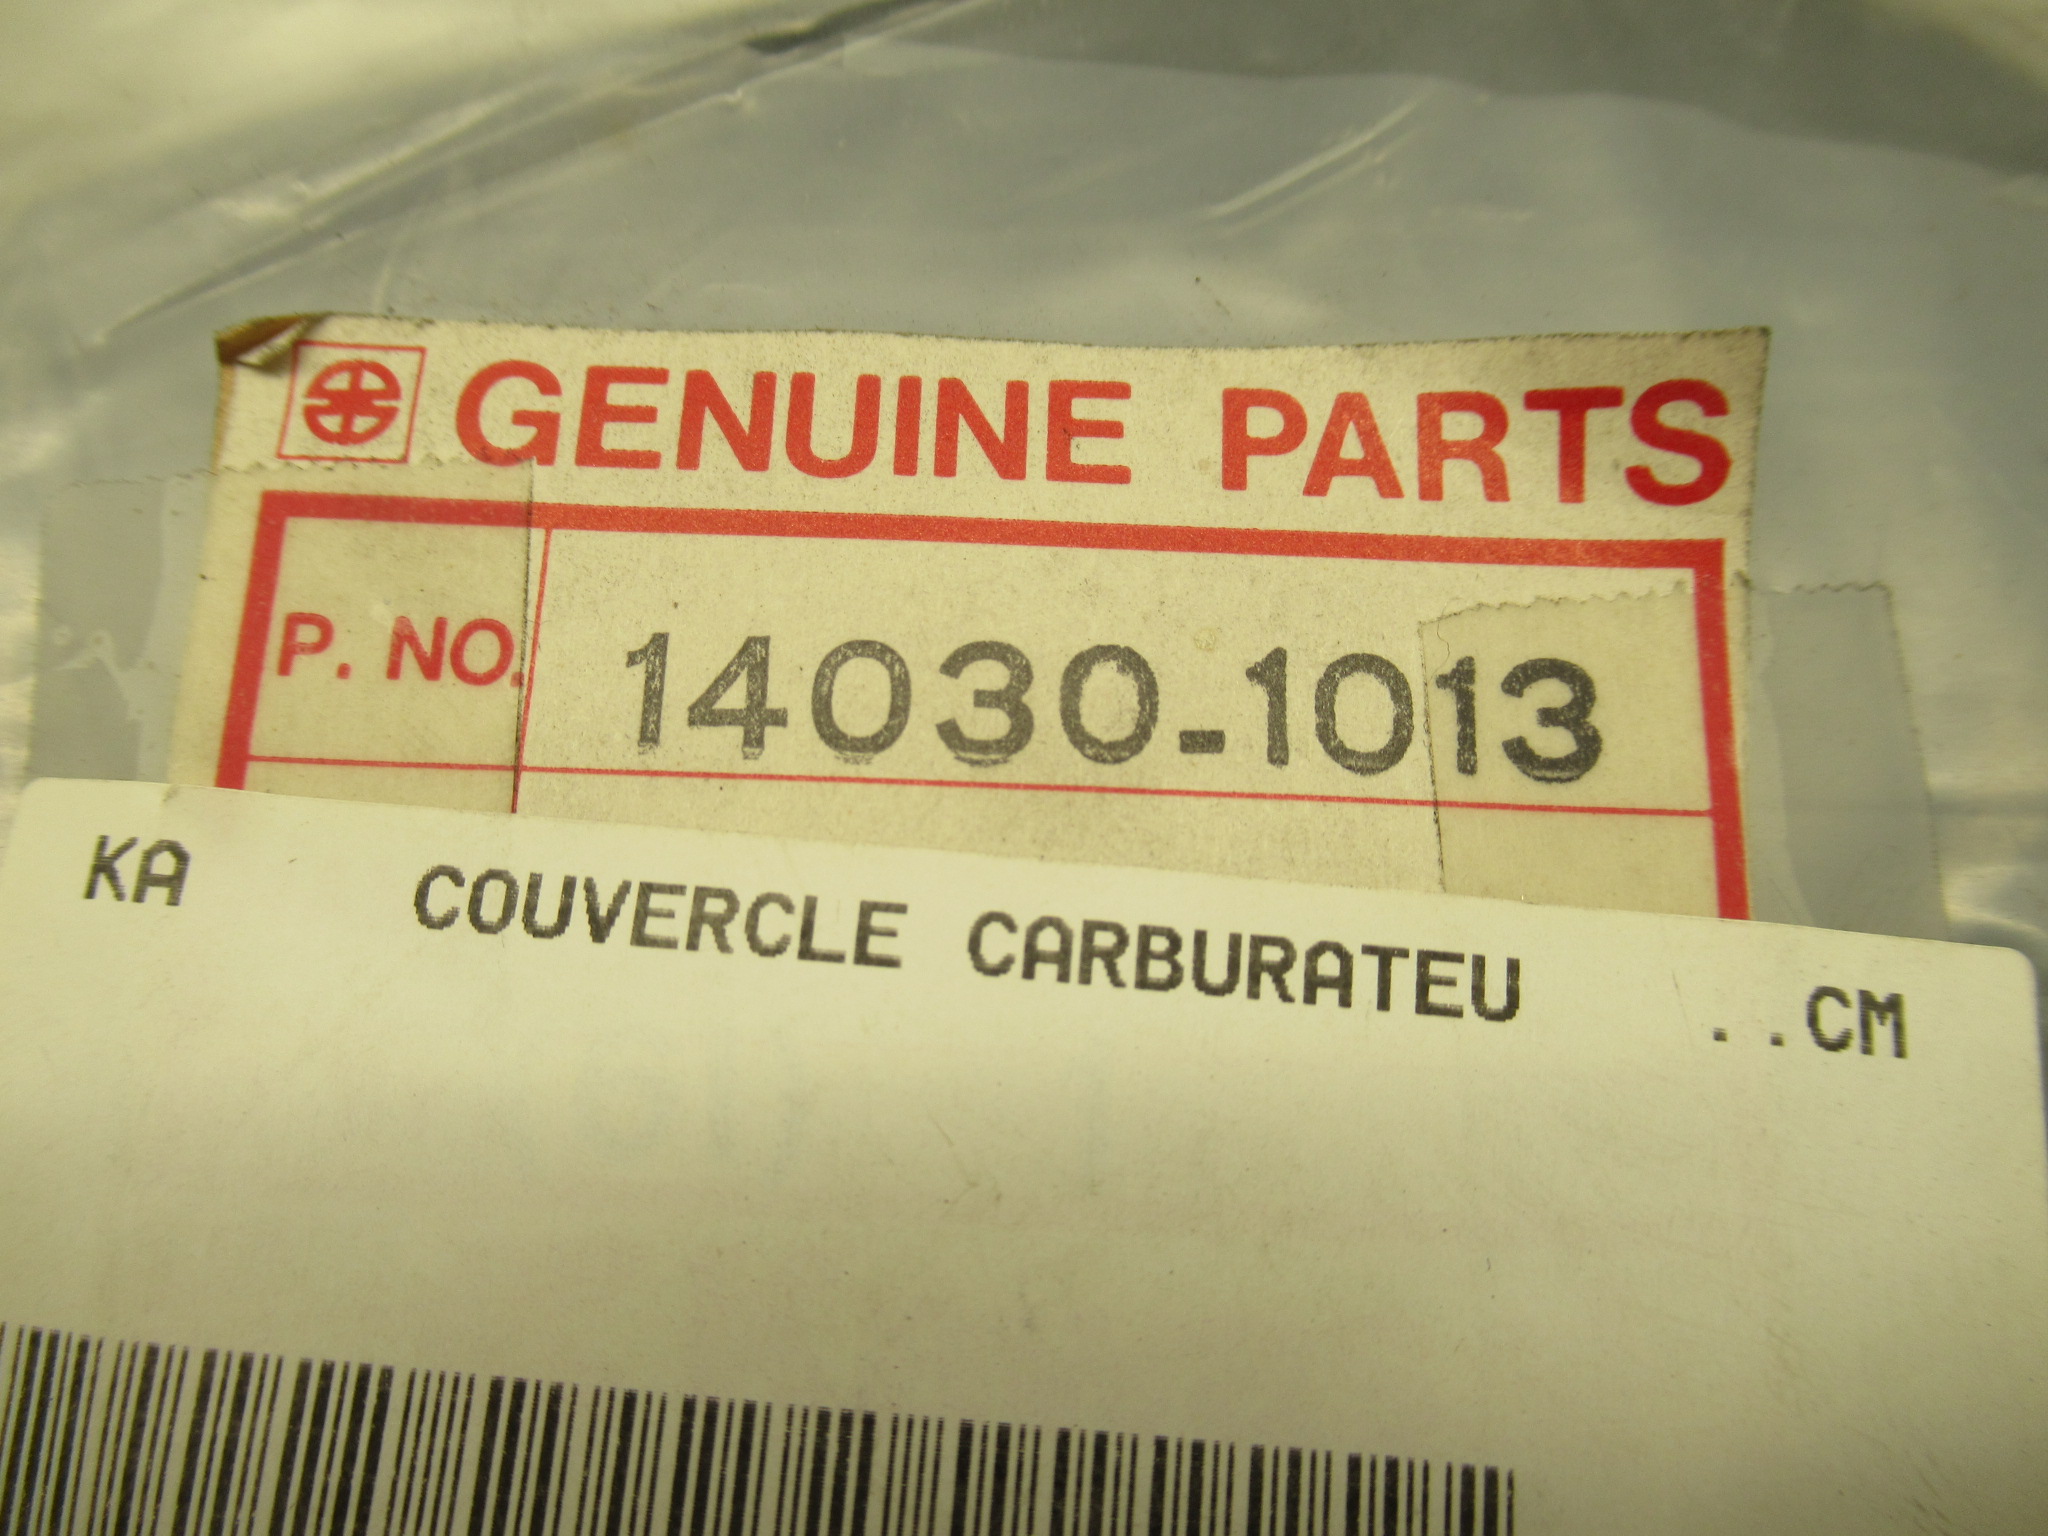 GENUINE PARTS
P. NO. 14030-1013
KA COUVERCLE CARBURATEU ..CM